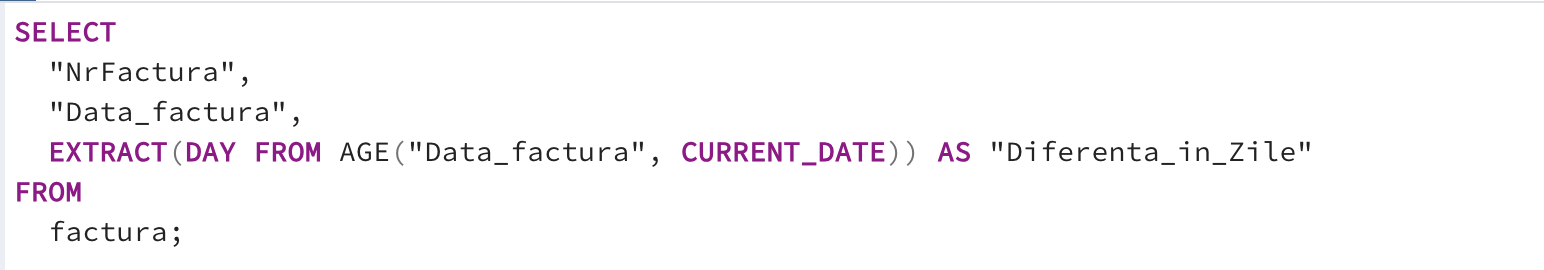 SELECT
"NrFactura",
"Data_factura",
EXTRACT(DAY FROM AGE("Data_factura", CURRENT_DATE)) AS "Diferenta_in_Zile"
FROM
factura;